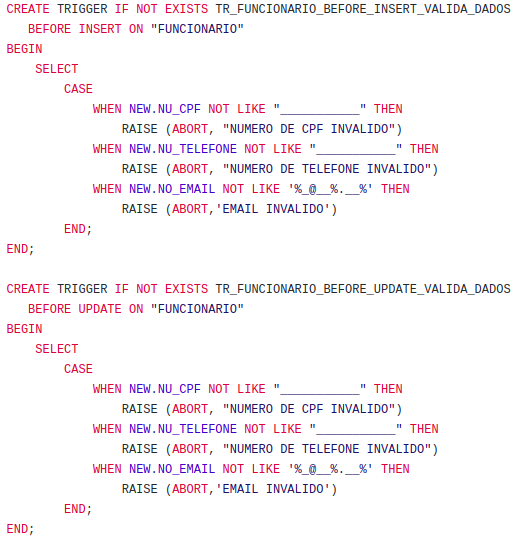 CREATE TRIGGER IF NOT EXISTS TR_FUNCIONARIO_BEFORE_INSERT_VALIDA_DADOS
   BEFORE INSERT ON "FUNCIONARIO"
BEGIN
    SELECT
        CASE
            WHEN NEW.NU_CPF NOT LIKE "___________" THEN
                RAISE (ABORT, "NUMERO DE CPF INVALIDO")
            WHEN NEW.NU_TELEFONE NOT LIKE "___________" THEN
                RAISE (ABORT, "NUMERO DE TELEFONE INVALIDO")
            WHEN NEW.NO_EMAIL NOT LIKE '%_@__%.__%' THEN
                RAISE (ABORT,'EMAIL INVALIDO')
        END;
END;

CREATE TRIGGER IF NOT EXISTS TR_FUNCIONARIO_BEFORE_UPDATE_VALIDA_DADOS
   BEFORE UPDATE ON "FUNCIONARIO"
BEGIN
    SELECT
        CASE
            WHEN NEW.NU_CPF NOT LIKE "___________" THEN
                RAISE (ABORT, "NUMERO DE CPF INVALIDO")
            WHEN NEW.NU_TELEFONE NOT LIKE "___________" THEN
                RAISE (ABORT, "NUMERO DE TELEFONE INVALIDO")
            WHEN NEW.NO_EMAIL NOT LIKE '%_@__%.__%' THEN
                RAISE (ABORT,'EMAIL INVALIDO')
        END;
END;